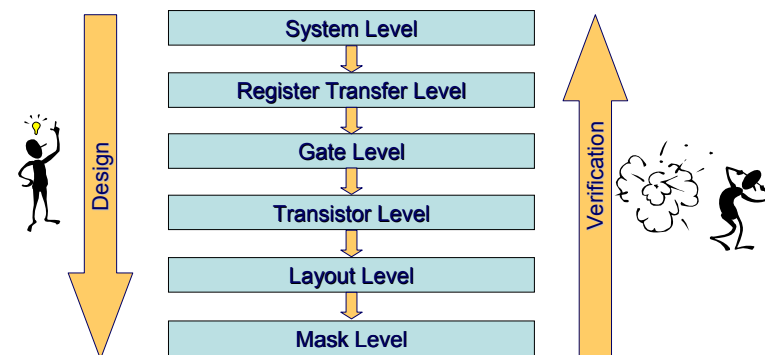 System Level
Register Transfer Level
Gate Level
Transistor Level
Layout Level
Mask Level
Design
Verification